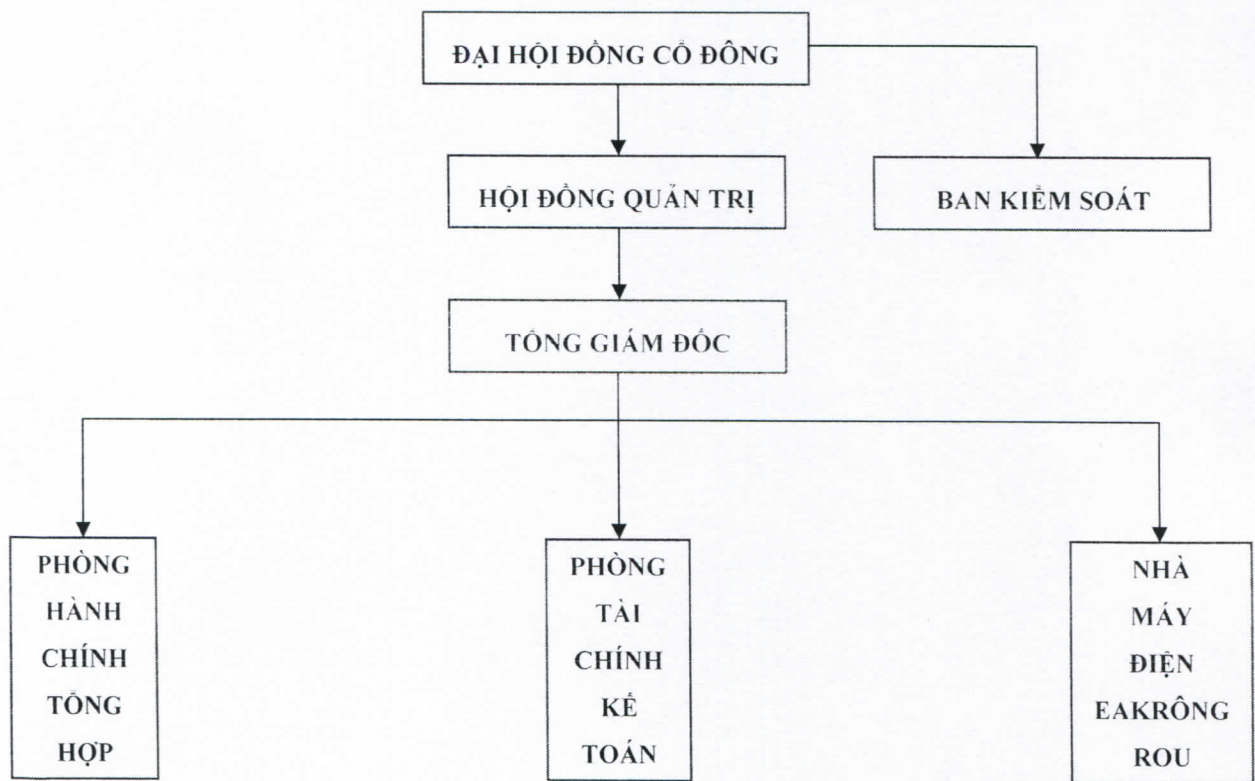 ĐẠI HỘI ĐỒNG CỔ ĐÔNG
HỘI ĐỒNG QUẢN TRỊ
BAN KIỂM SOÁT
TỔNG GIÁM ĐỐC
PHÒNG
HÀNH
CHÍNH
TỔNG
HỢP
PHÒNG
TÀI
CHÍNH
KẾ
TOÁN
NHÀ
MÁY
ĐIỆN
EAKRÔNG
ROU